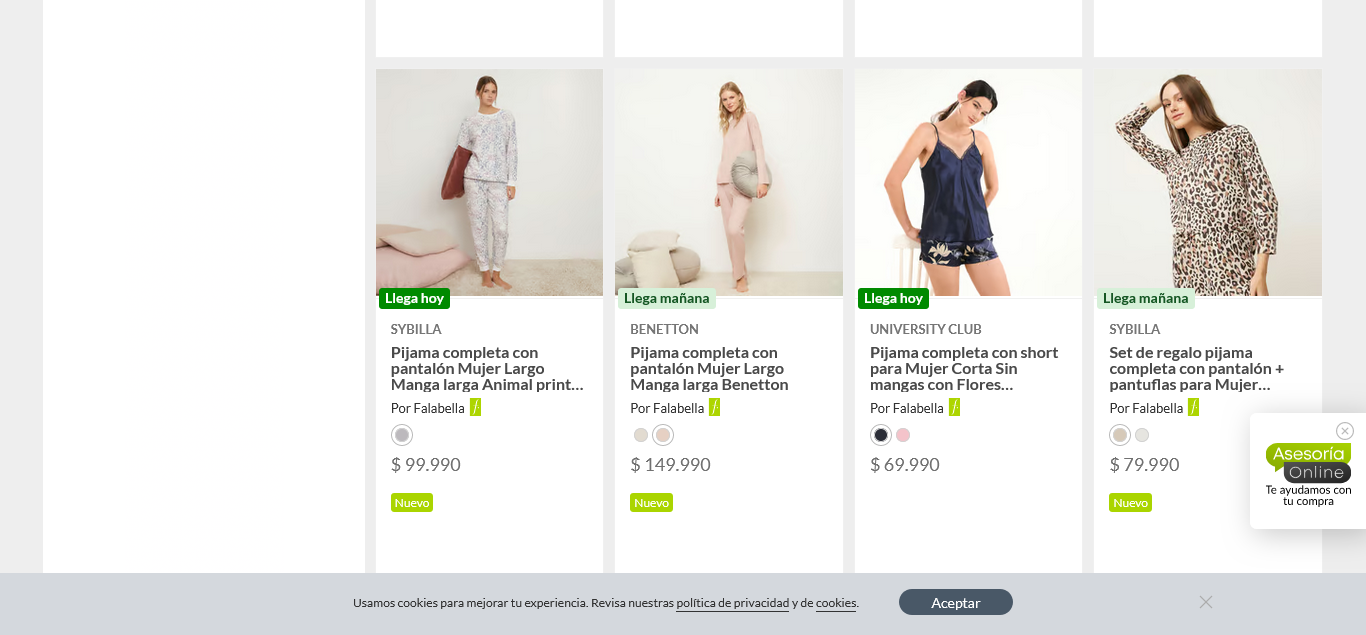 Llega hoy
SYBILLA
Pijama completa con
pantalón Mujer Largo
Manga larga Animal print...
Por Falabella
$ 99.990
Nuevo
Llega mañana
BENETTON
Pijama completa con
pantalón Mujer Largo
Manga larga Benetton
Por Falabella
$ 149.990
Nuevo
Llega hoy
UNIVERSITY CLUB
Pijama completa con short
para Mujer Corta Sin
mangas con Flores...
Por Falabella
$ 69.990
Llega mañana
SYBILLA
Set de regalo pijama
completa con pantalón +
pantuflas para Mujer...
Por Falabella
$ 79.990
Nuevo
Asesoría
Online
Te ayudamos con
tu compra
Usamos cookies para mejorar tu experiencia. Revisa nuestras política de privacidad y de cookies.
Aceptar